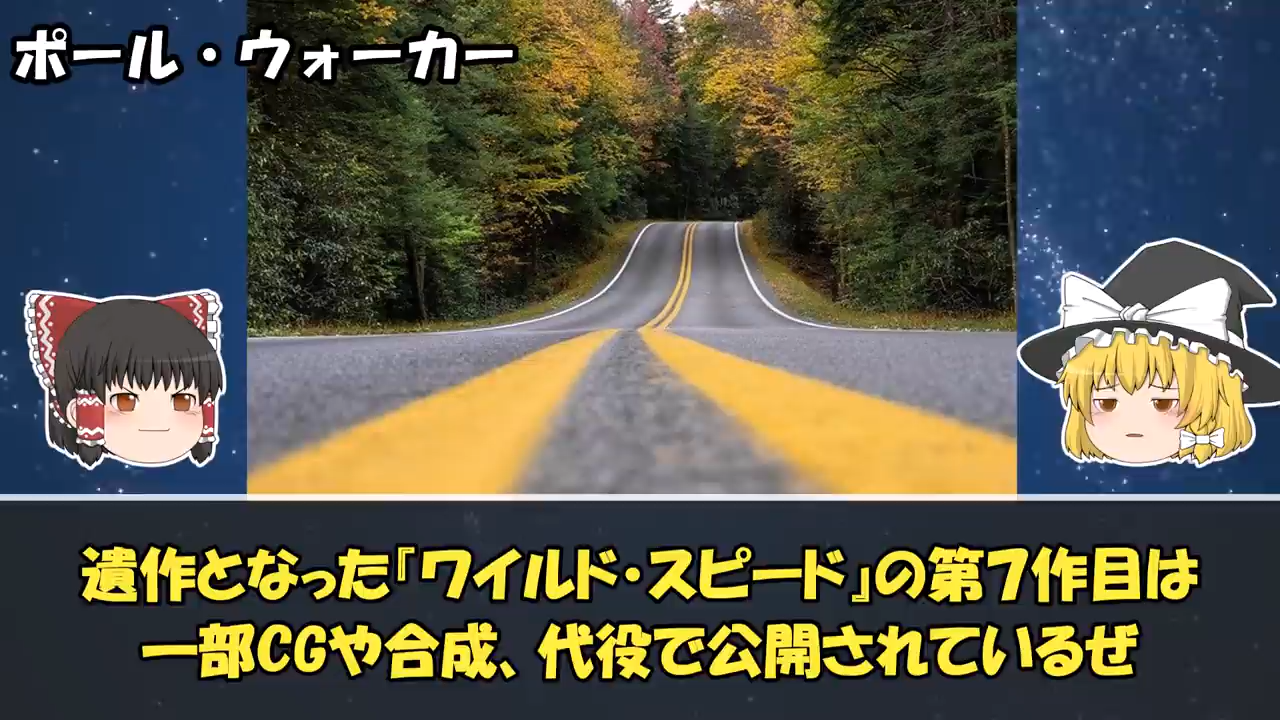 ポール・ウォーカー
遺作となった『ワイルド・スピード』の第7作目は
一部CGや合成、代役で公開されているぜ